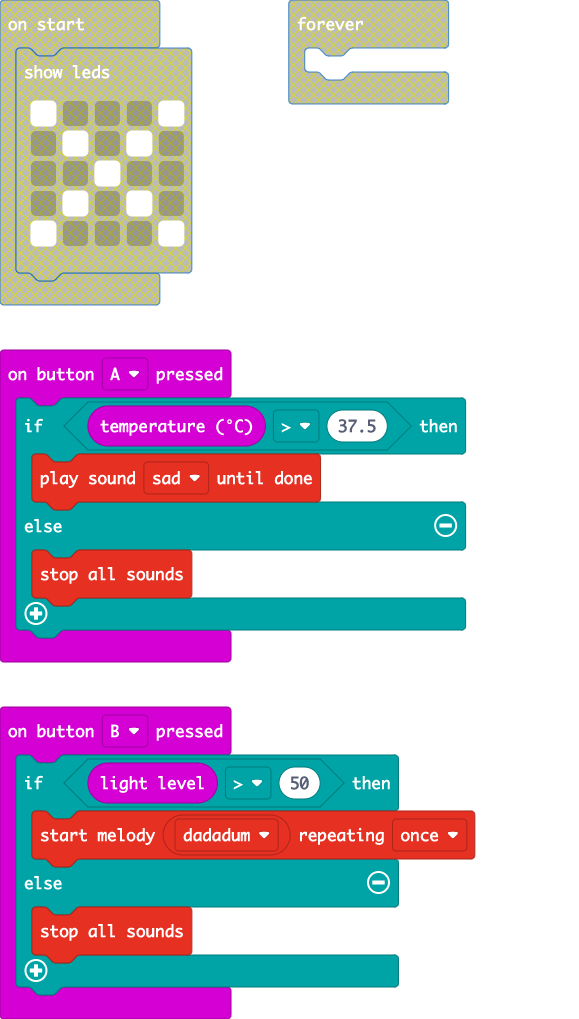 on start
forever
show leds
on button A pressed
if temperature (°C) > 37.5 then
play sound sad until done
else
stop all sounds
on button B pressed
if light level > 50 then
start melody dadadum repeating once
else
stop all sounds